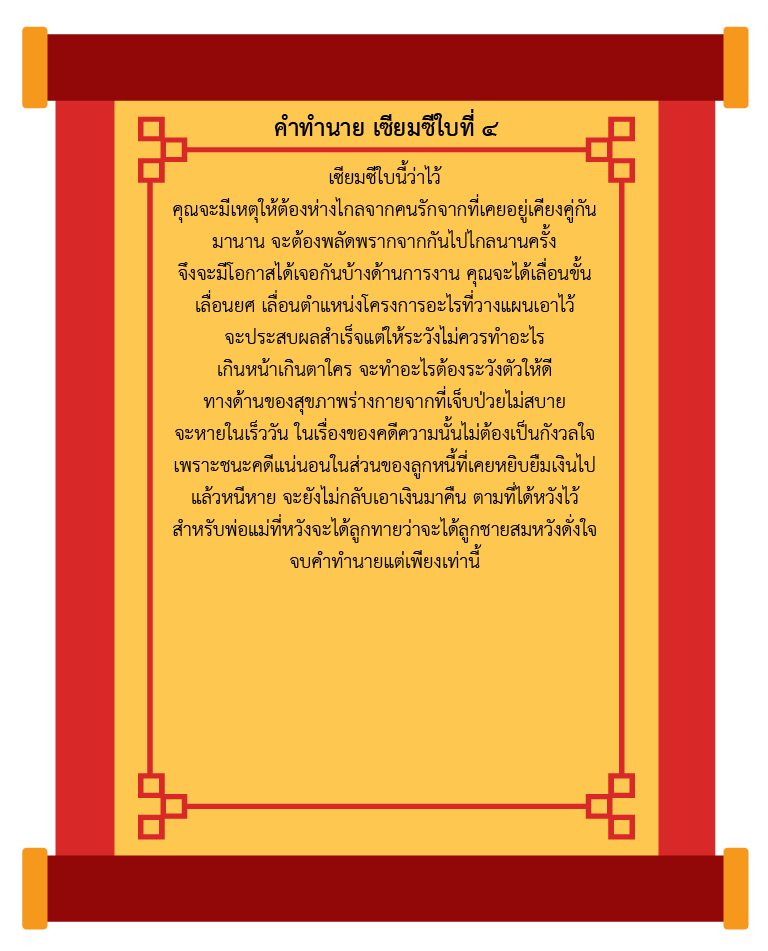 คำทำนาย เซียมซีใบที่ ๔
เซียมซีใบนี้ว่าไว้
คุณจะมีเหตุให้ต้องห่างไกลจากคนรักจากที่เคยอยู่เคียงคู่กัน
มานาน จะต้องพลัดพรากจากกันไปไกลนานครั้ง
จึงจะมีโอกาสได้เจอกันบ้างด้านการงาน คุณจะได้เลื่อนขั้น
เลื่อนยศ เลื่อนตำแหน่งโครงการอะไรที่วางแผนเอาไว้
จะประสบผลสำเร็จแต่ให้ระวังไม่ควรทำอะไร
เกินหน้าเกินตาใคร จะทำอะไรต้องระวังตัวให้ดี
ทางด้านของสุขภาพร่างกายจากที่เจ็บป่วยไม่สบาย
จะหายในเร็ววัน ในเรื่องของคดีความนั้นไม่ต้องเป็นกังวลใจ
เพราะชนะคดีแน่นอนในส่วนของลูกหนี้ที่เคยหยิบยืมเงินไป
แล้วหนีหาย จะยังไม่กลับเอาเงินมาคืน ตามที่ได้หวังไว้
สำหรับพ่อแม่ที่หวังจะได้ลูกทายว่าจะได้ลูกชายสมหวังดั่งใจ
จบคำทำนายแต่เพียงเท่านี้